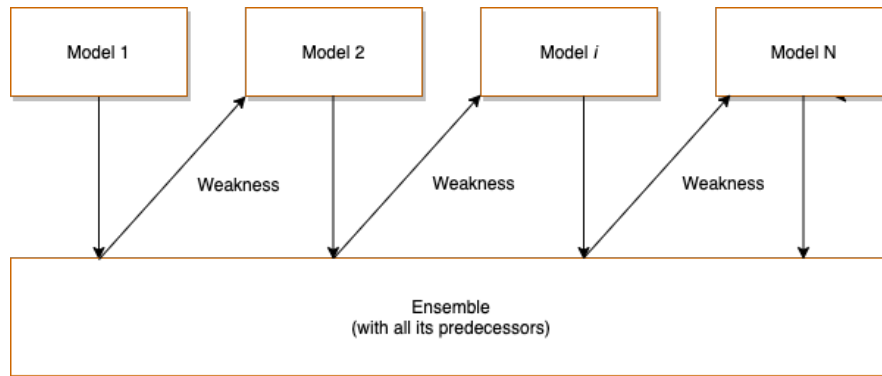 Model 1
Model 2
Model i
Model N
Weakness
Weakness
Weakness
Ensemble
(with all its predecessors)